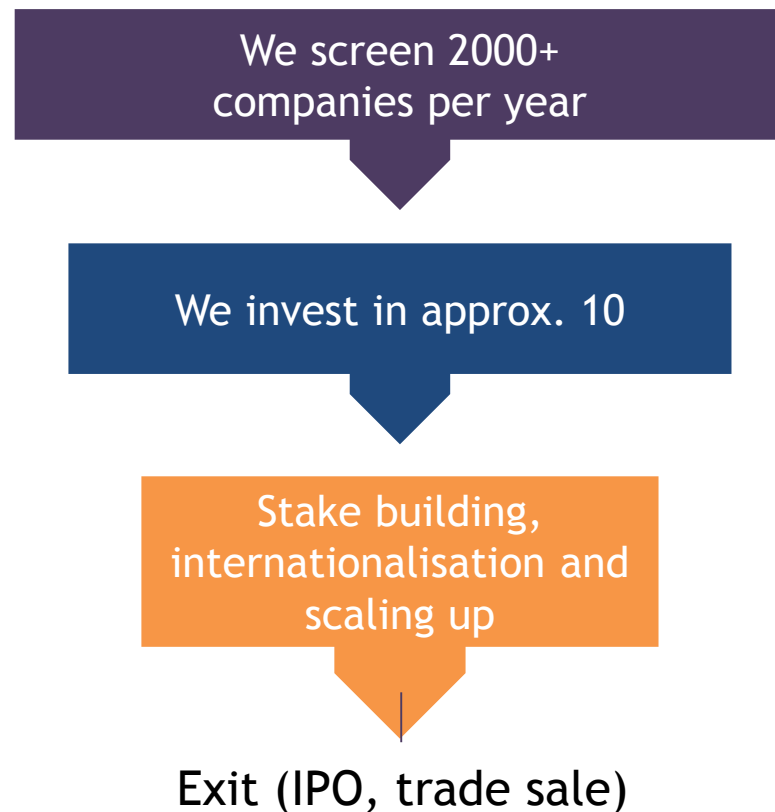 We screen 2000+
companies per year
We invest in approx. 10
Stake building,
internationalisation and
scaling up
Exit (IPO, trade sale)